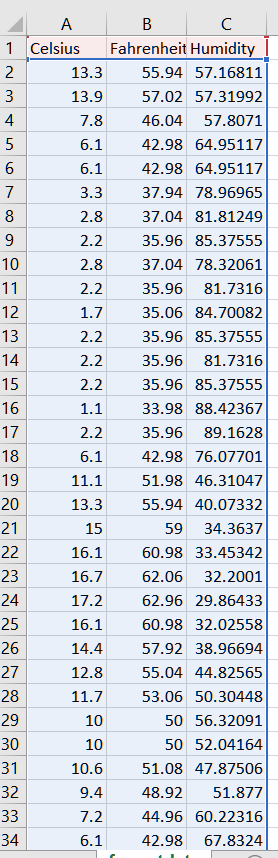 A B C
1 Celsius Fahrenheit Humidity
2 13.3 55.94 57.16811
3 13.9 57.02 57.31992
4 7.8 46.04 57.8071
5 6.1 42.98 64.95117
6 6.1 42.98 64.95117
7 3.3 37.94 78.96965
8 2.8 37.04 81.81249
9 2.2 35.96 85.37555
10 2.8 37.04 78.32061
11 2.2 35.96 81.7316
12 1.7 35.06 84.70082
13 2.2 35.96 85.37555
14 2.2 35.96 81.7316
15 2.2 35.96 85.37555
16 1.1 33.98 88.42367
17 2.2 35.96 89.1628
18 6.1 42.98 76.07701
19 11.1 51.98 46.31047
20 13.3 55.94 40.07332
21 15 59 34.3637
22 16.1 60.98 33.45342
23 16.7 62.06 32.2001
24 17.2 62.96 29.86433
25 16.1 60.98 32.02558
26 14.4 57.92 38.96694
27 12.8 55.04 44.82565
28 11.7 53.06 50.30448
29 10 50 56.32091
30 10 50 52.04164
31 10.6 51.08 47.87506
32 9.4 48.92 51.877
33 7.2 44.96 60.22316
34 6.1 42.98 67.8324